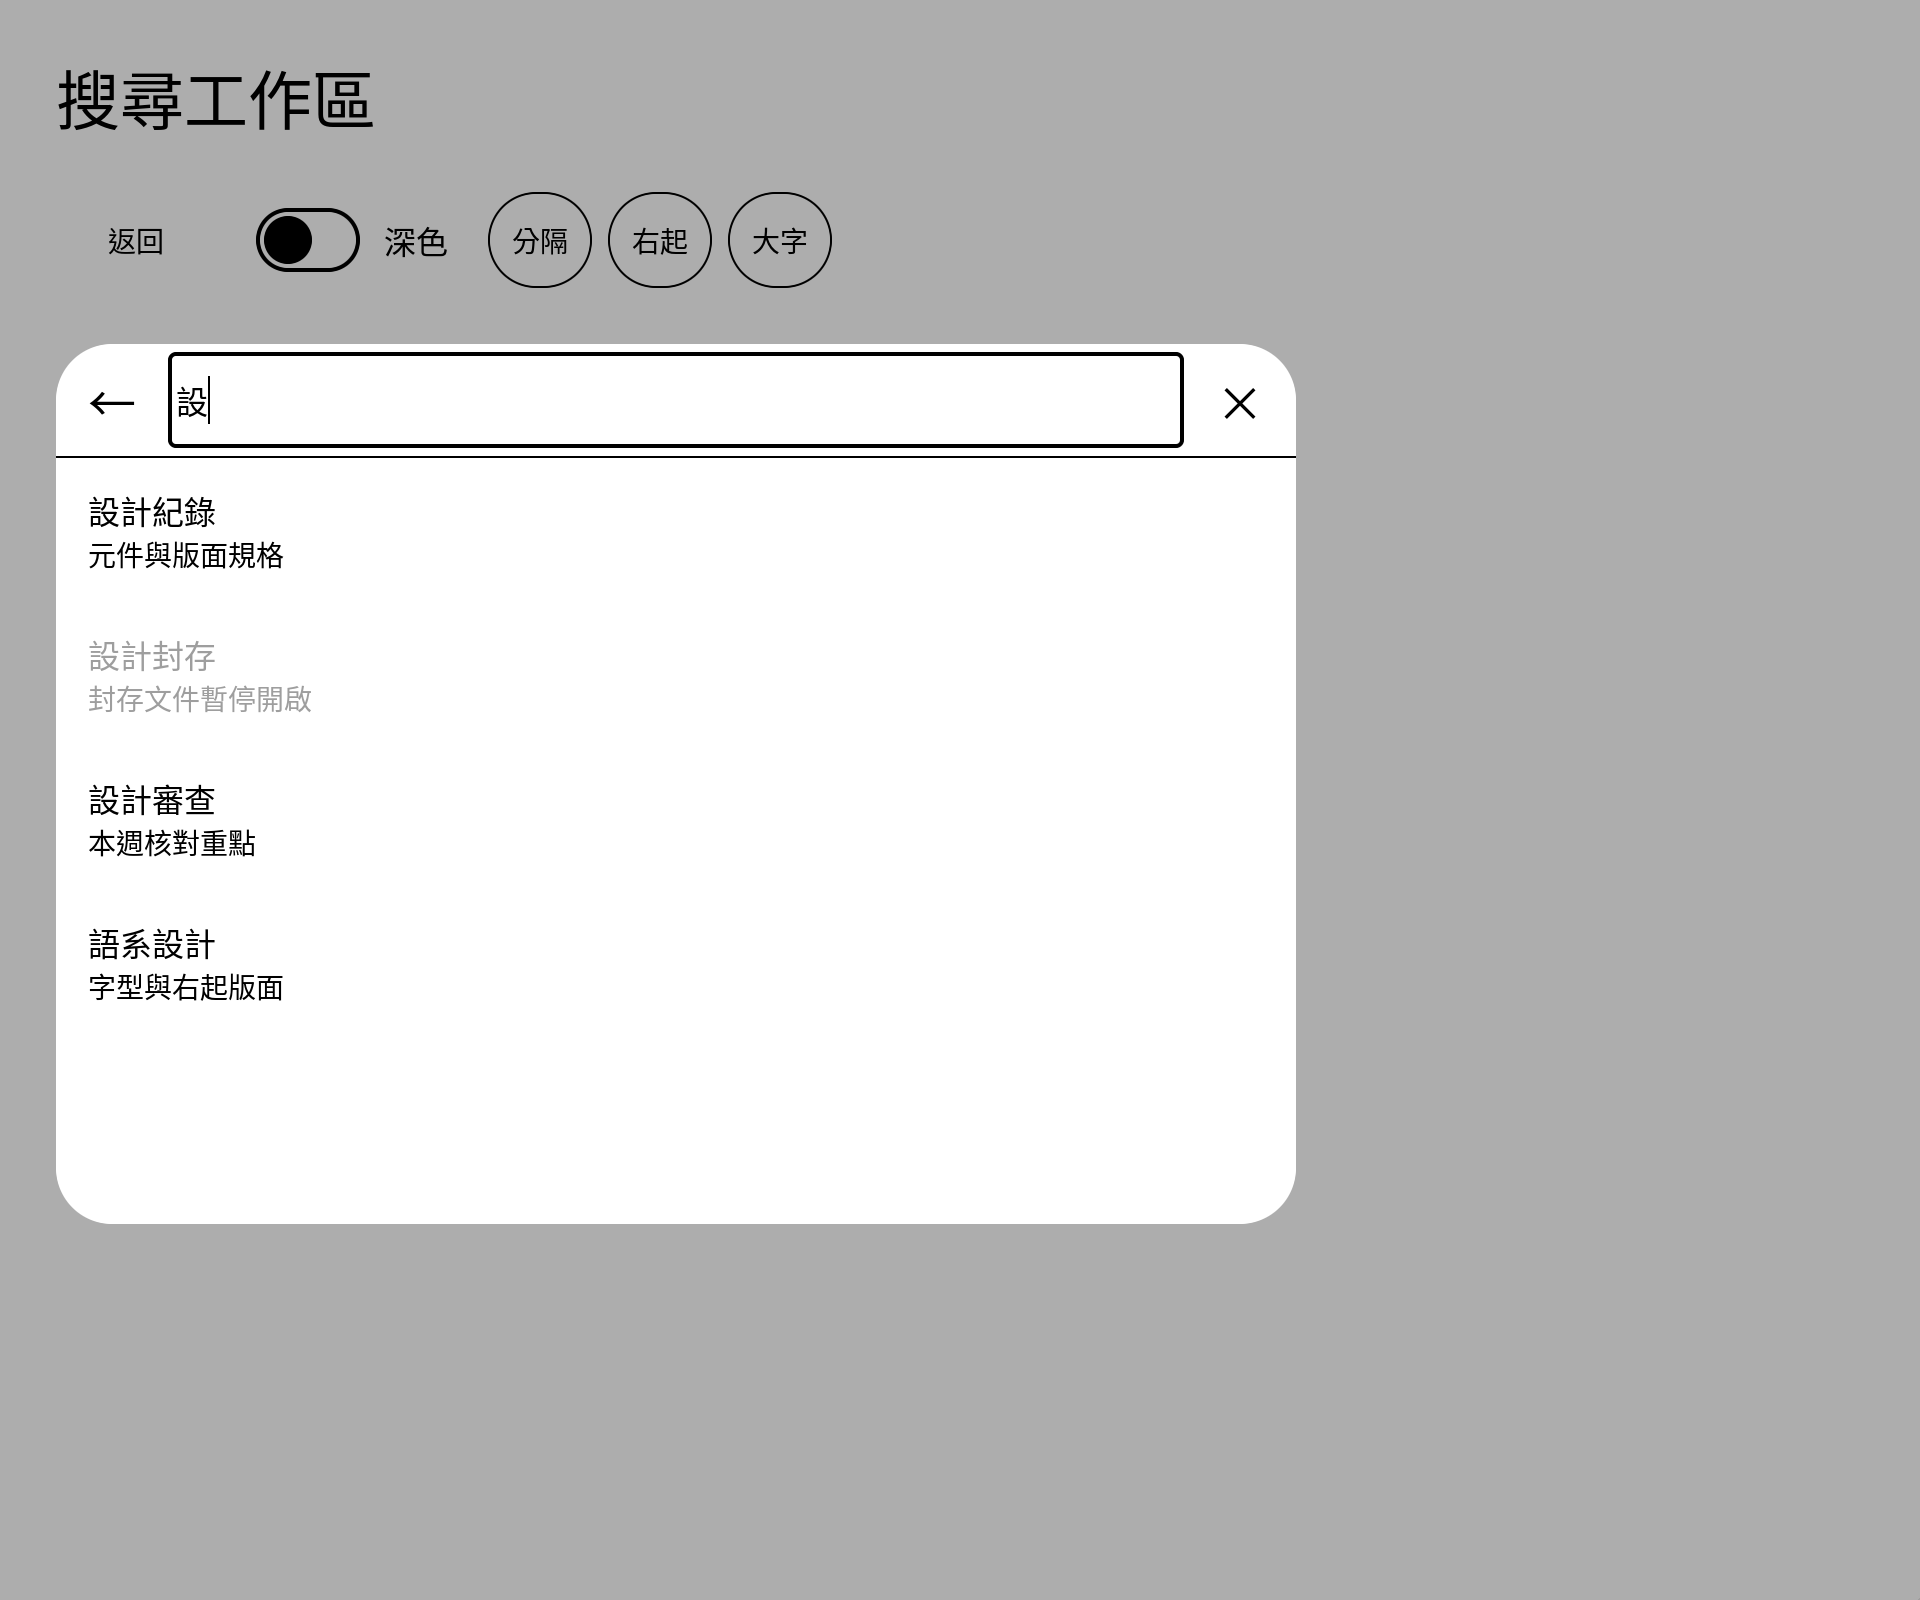 搜尋工作區
返回 深色 分隔 右起 大字
設
設計紀錄
元件與版面規格
設計封存
封存文件暫停開啟
設計審查
本週核對重點
語系設計
字型與右起版面